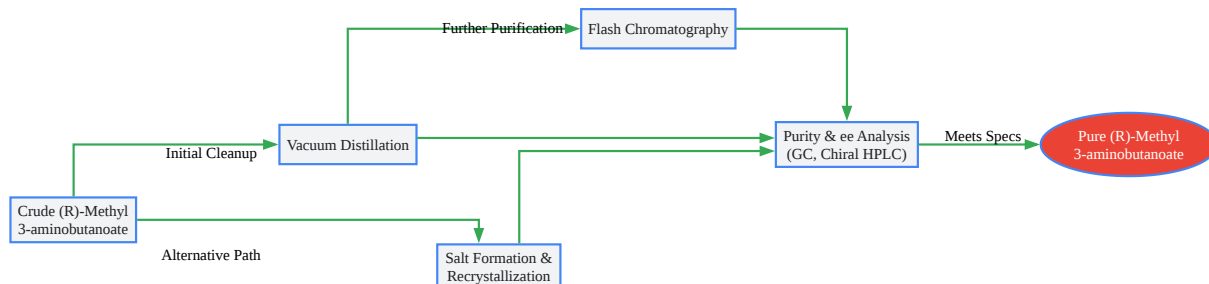 Further Purification
Flash Chromatography
Initial Cleanup
Vacuum Distillation
Purity & ee Analysis
(GC, Chiral HPLC)
Meets Specs
Pure (R)-Methyl
3-aminobutanoate
Crude (R)-Methyl
3-aminobutanoate
Alternative Path
Salt Formation &
Recrystallization